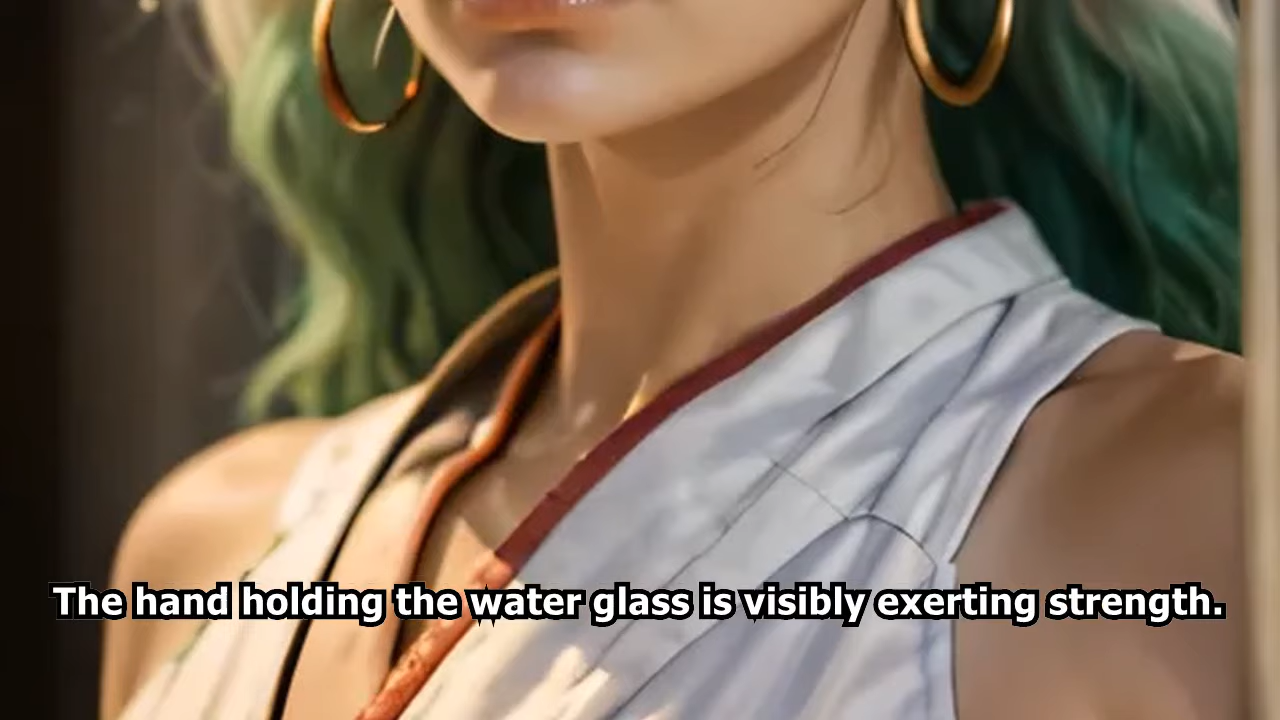 The hand holding the water glass is visibly exerting strength.